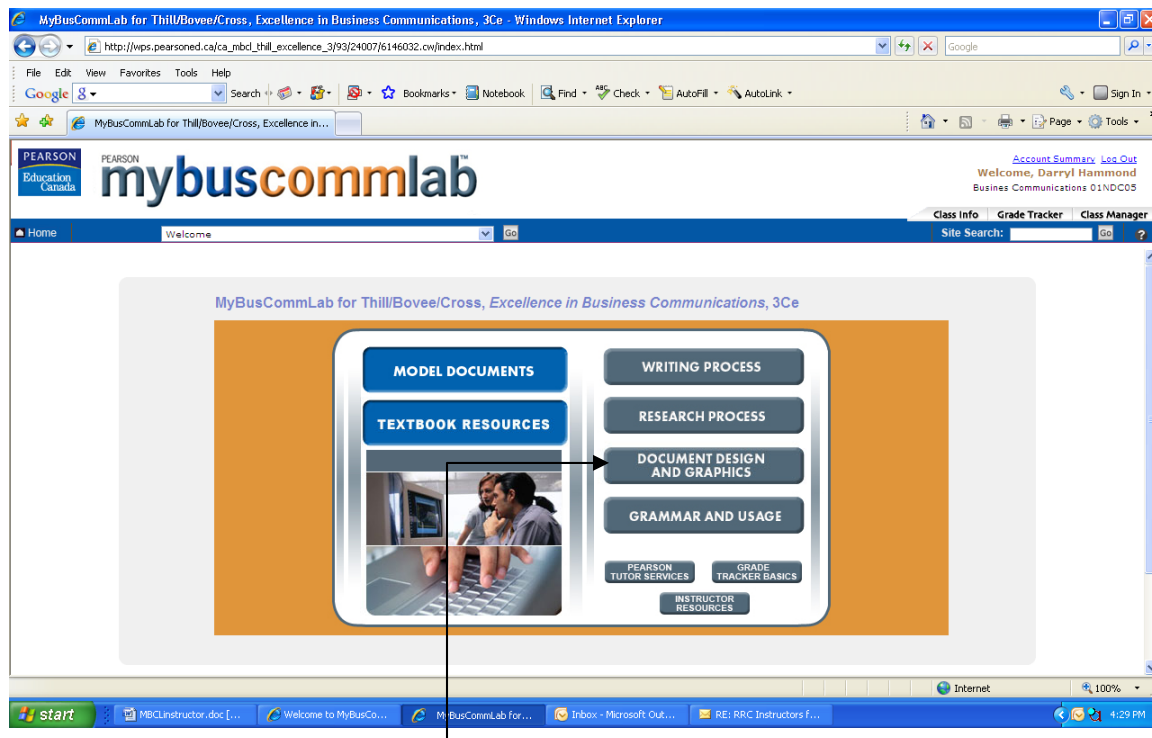 MyBusCommLab for Thill/Bovee/Cross, Excellence in Business Communications, 3Ce - Windows Internet Explorer
http://wps.pearsoned.ca/ca_mbcl_thill_excellence_3/93/24007/6146032.cw/index.html
Google
File Edit View Favorites Tools Help
Google Search Bookmarks Notebook Find ABC Check AutoFill AutoLink Sign In
MyBusCommLab for Thill/Bovee/Cross, Excellence in... Page Tools
PEARSON
Education
Canada
PEARSON
mybuscommlab™
Account Summary Log Out
Welcome, Darryl Hammond
Busines Communications 01NDC05
Class Info Grade Tracker Class Manager
Home Welcome Go Site Search: Go ?
MyBusCommLab for Thill/Bovee/Cross, Excellence in Business Communications, 3Ce
MODEL DOCUMENTS
TEXTBOOK RESOURCES
WRITING PROCESS
RESEARCH PROCESS
DOCUMENT DESIGN
AND GRAPHICS
GRAMMAR AND USAGE
PEARSON
TUTOR SERVICES
GRADE
TRACKER BASICS
INSTRUCTOR
RESOURCES
Internet 100%
start MBCLinstructor.doc [... Welcome to MyBusCo... MyBusCommLab for... Inbox - Microsoft Out... RE: RRC Instructors f... 4:29 PM